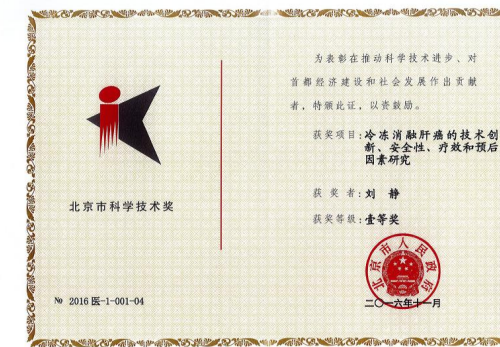 北京市科学技术奖
№ 2016 医-1-001-04
为表彰在推动科学技术进步、对
首都经济建设和社会发展作出贡献
者，特颁此证，以资鼓励。
获奖项目：冷冻消融肝癌的技术创
新、安全性、疗效和预后
因素研究
获 奖 者：刘 静
获奖等级：壹等奖
北京市人民政府
二〇一六年十一月